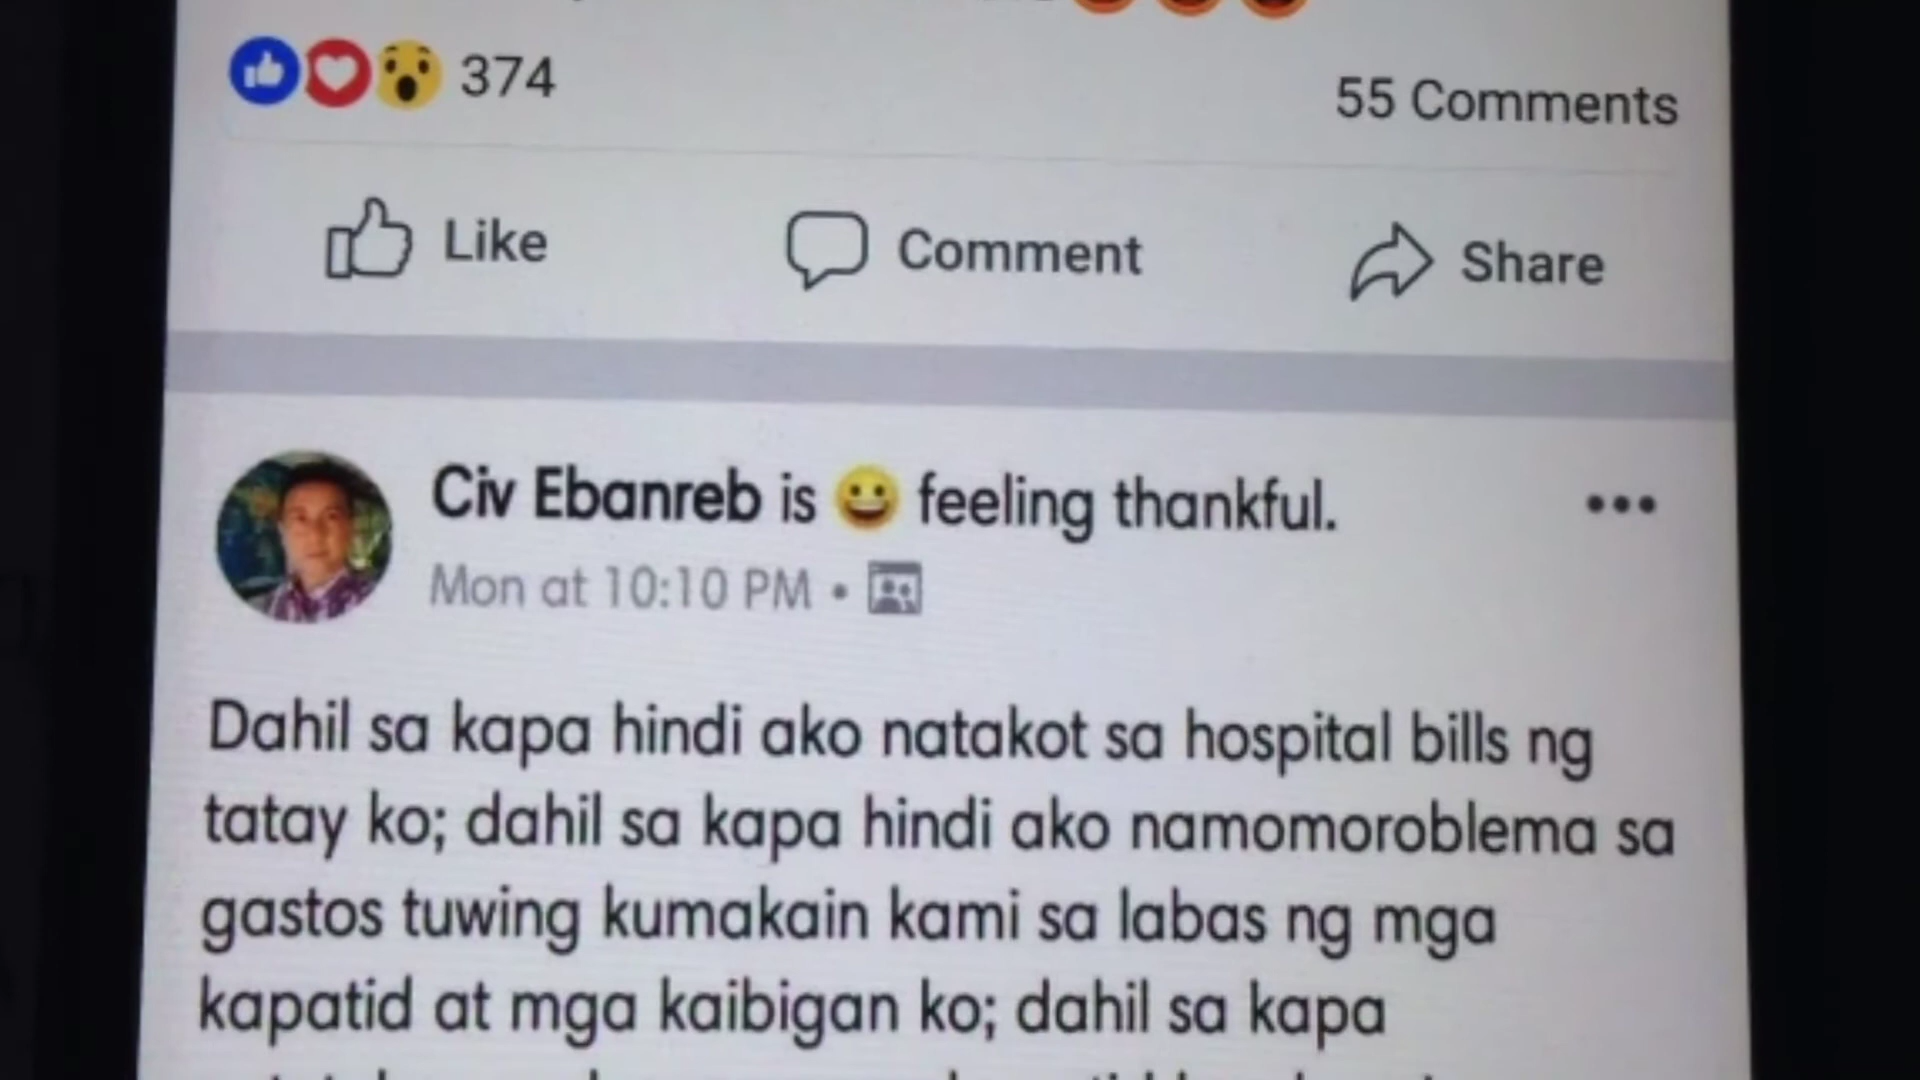 374
55 Comments
Like
Comment
Share
Civ Ebanreb is 😀 feeling thankful.
Mon at 10:10 PM •
Dahil sa kapa hindi ako natakot sa hospital bills ng
tatay ko; dahil sa kapa hindi ako namomoroblema sa
gastos tuwing kumakain kami sa labas ng mga
kapatid at mga kaibigan ko; dahil sa kapa